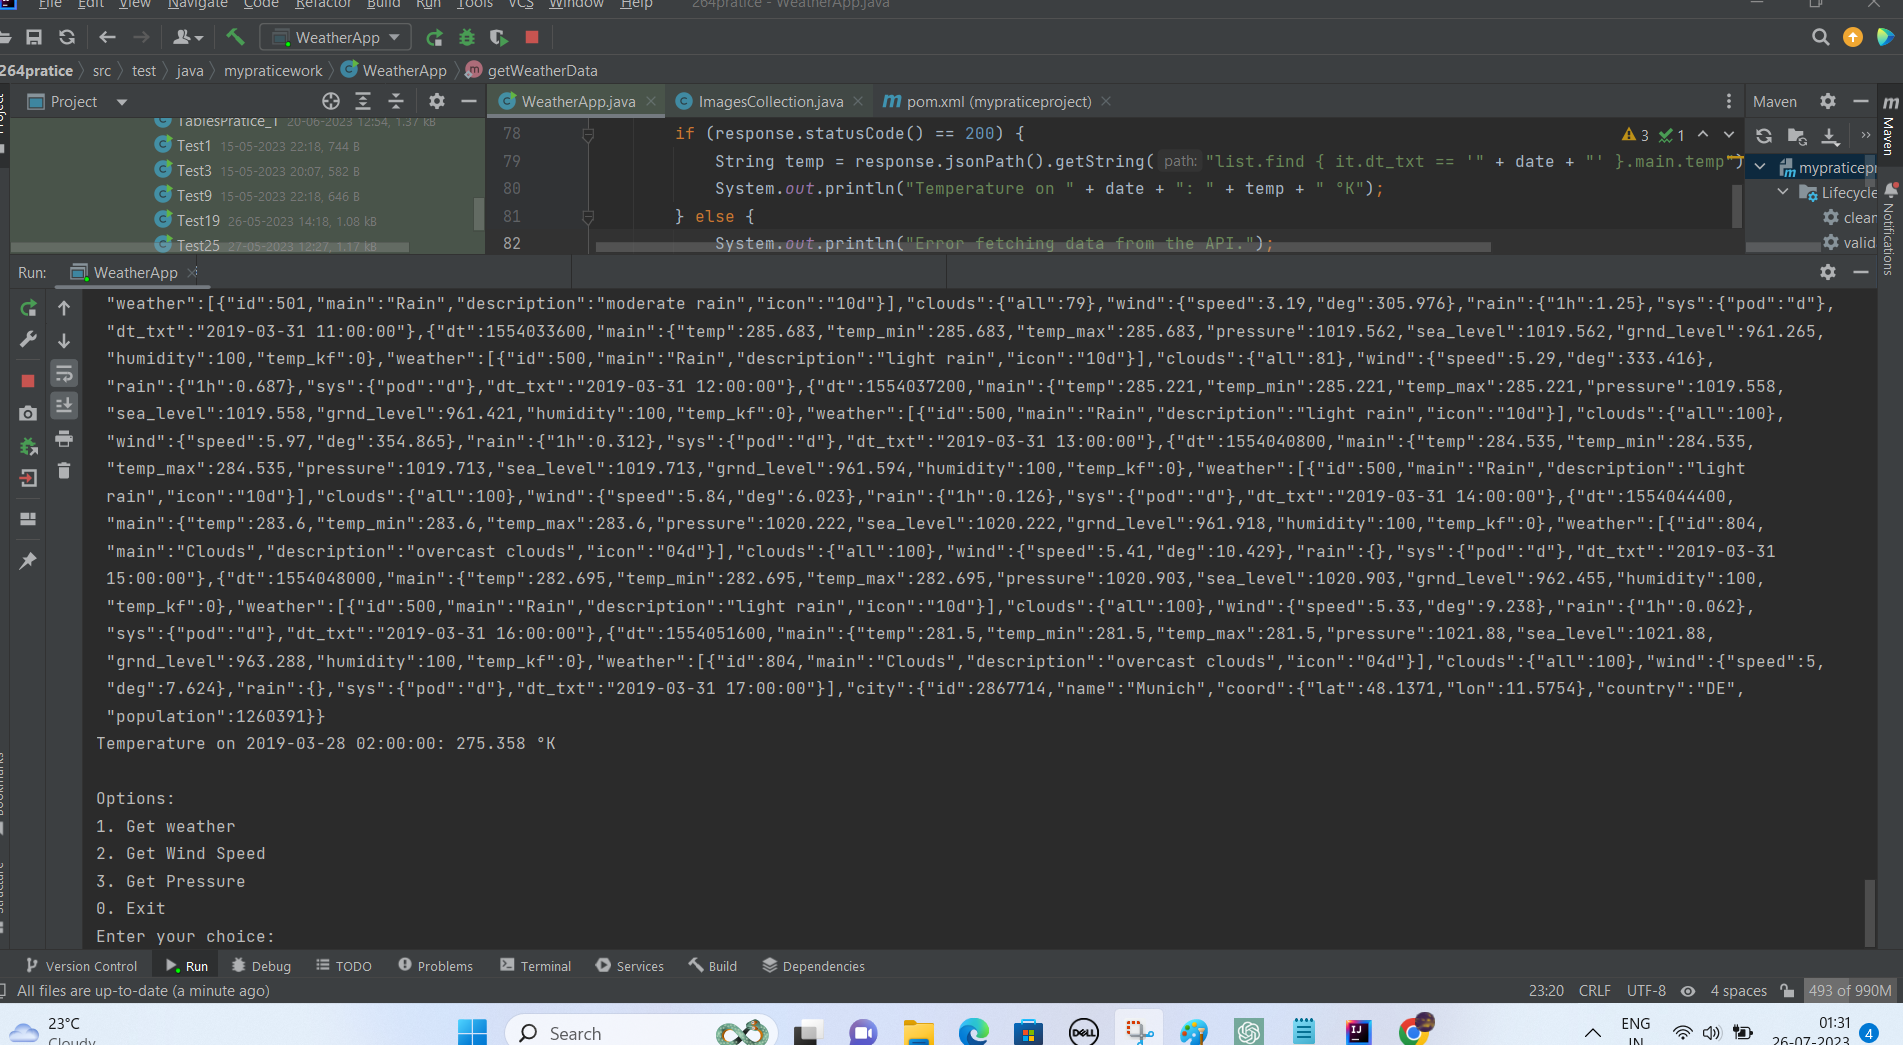 File Edit View Navigate Code Refactor Build Run Tools VCS Window Help 264pratice - WeatherApp.java
WeatherApp
264pratice src test java mypraticework WeatherApp getWeatherData
Project
WeatherApp.java ImagesCollection.java pom.xml (mypraticeproject) Maven
TablesPratice_1 20-06-2023 12:54, 1.37 kB
Test1 15-05-2023 22:18, 744 B
Test3 15-05-2023 20:07, 582 B
Test9 15-05-2023 22:18, 646 B
Test19 26-05-2023 14:18, 1.08 kB
Test25 27-05-2023 12:27, 1.17 kB
78 if (response.statusCode() == 200) {
79 String temp = response.jsonPath().getString( path: "list.find { it.dt_txt == '" + date + "' }.main.temp")
80 System.out.println("Temperature on " + date + ": " + temp + " °K");
81 } else {
82 System.out.println("Error fetching data from the API.");
3 1
mypraticepr
Lifecycle
clean
valid
Maven
Notifications
Run: WeatherApp
"weather":[{"id":501,"main":"Rain","description":"moderate rain","icon":"10d"}],"clouds":{"all":79},"wind":{"speed":3.19,"deg":305.976},"rain":{"1h":1.25},"sys":{"pod":"d"},
"dt_txt":"2019-03-31 11:00:00"},{"dt":1554033600,"main":{"temp":285.683,"temp_min":285.683,"temp_max":285.683,"pressure":1019.562,"sea_level":1019.562,"grnd_level":961.265,
"humidity":100,"temp_kf":0},"weather":[{"id":500,"main":"Rain","description":"light rain","icon":"10d"}],"clouds":{"all":81},"wind":{"speed":5.29,"deg":333.416},
"rain":{"1h":0.687},"sys":{"pod":"d"},"dt_txt":"2019-03-31 12:00:00"},{"dt":1554037200,"main":{"temp":285.221,"temp_min":285.221,"temp_max":285.221,"pressure":1019.558,
"sea_level":1019.558,"grnd_level":961.421,"humidity":100,"temp_kf":0},"weather":[{"id":500,"main":"Rain","description":"light rain","icon":"10d"}],"clouds":{"all":100},
"wind":{"speed":5.97,"deg":354.865},"rain":{"1h":0.312},"sys":{"pod":"d"},"dt_txt":"2019-03-31 13:00:00"},{"dt":1554040800,"main":{"temp":284.535,"temp_min":284.535,
"temp_max":284.535,"pressure":1019.713,"sea_level":1019.713,"grnd_level":961.594,"humidity":100,"temp_kf":0},"weather":[{"id":500,"main":"Rain","description":"light
rain","icon":"10d"}],"clouds":{"all":100},"wind":{"speed":5.84,"deg":6.023},"rain":{"1h":0.126},"sys":{"pod":"d"},"dt_txt":"2019-03-31 14:00:00"},{"dt":1554044400,
"main":{"temp":283.6,"temp_min":283.6,"temp_max":283.6,"pressure":1020.222,"sea_level":1020.222,"grnd_level":961.918,"humidity":100,"temp_kf":0},"weather":[{"id":804,
"main":"Clouds","description":"overcast clouds","icon":"04d"}],"clouds":{"all":100},"wind":{"speed":5.41,"deg":10.429},"rain":{},"sys":{"pod":"d"},"dt_txt":"2019-03-31
15:00:00"},{"dt":1554048000,"main":{"temp":282.695,"temp_min":282.695,"temp_max":282.695,"pressure":1020.903,"sea_level":1020.903,"grnd_level":962.455,"humidity":100,
"temp_kf":0},"weather":[{"id":500,"main":"Rain","description":"light rain","icon":"10d"}],"clouds":{"all":100},"wind":{"speed":5.33,"deg":9.238},"rain":{"1h":0.062},
"sys":{"pod":"d"},"dt_txt":"2019-03-31 16:00:00"},{"dt":1554051600,"main":{"temp":281.5,"temp_min":281.5,"temp_max":281.5,"pressure":1021.88,"sea_level":1021.88,
"grnd_level":963.288,"humidity":100,"temp_kf":0},"weather":[{"id":804,"main":"Clouds","description":"overcast clouds","icon":"04d"}],"clouds":{"all":100},"wind":{"speed":5,
"deg":7.624},"rain":{},"sys":{"pod":"d"},"dt_txt":"2019-03-31 17:00:00"}],"city":{"id":2867714,"name":"Munich","coord":{"lat":48.1371,"lon":11.5754},"country":"DE",
"population":1260391}}
Temperature on 2019-03-28 02:00:00: 275.358 °K
Options:
1. Get weather
2. Get Wind Speed
3. Get Pressure
0. Exit
Enter your choice:
Version Control Run Debug TODO Problems Terminal Services Build Dependencies
All files are up-to-date (a minute ago) 23:20 CRLF UTF-8 4 spaces 493 of 990M
23°C
Cloudy
Search
DELL
IJ
ENG
IN
01:31
26-07-2023
4